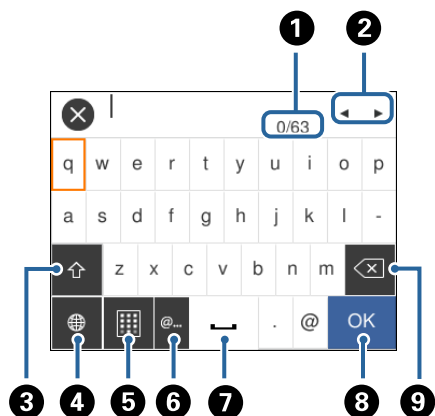 1 2
0/63
q w e r t y u i o p
a s d f g h j k l -
z x c v b n m
@... . @ OK
3 4 5 6 7 8 9